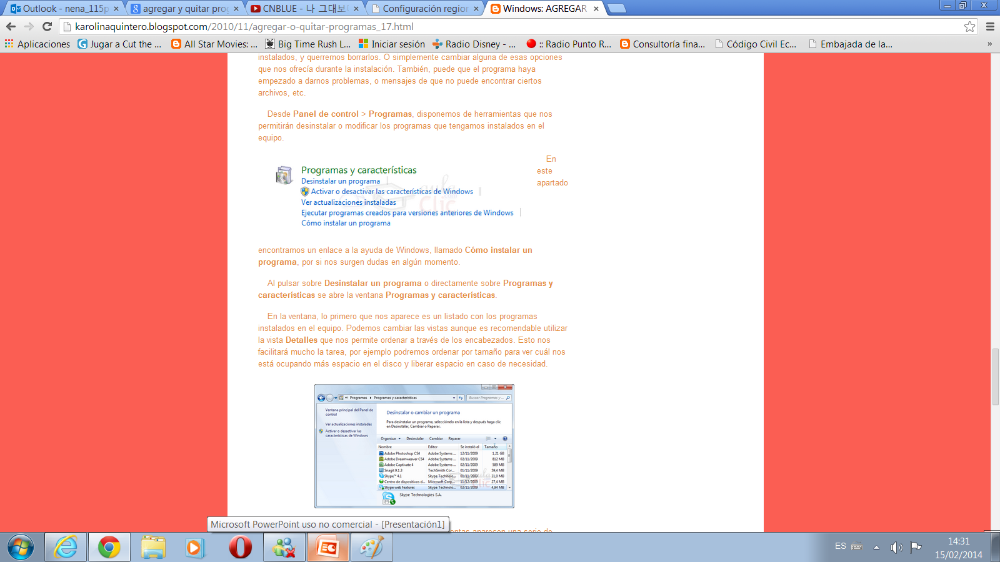 Outlook - nena_115p
agregar y quitar prog
CNBLUE - 나 그대보
Configuración region
Windows: AGREGAR
karolinaquintero.blogspot.com/2010/11/agregar-o-quitar-programas_17.html
Aplicaciones
Jugar a Cut the ...
All Star Movies: ...
Big Time Rush L...
Iniciar sesión
Radio Disney - ...
:: Radio Punto R...
Consultoría fina...
Código Civil Ec...
Embajada de la...
»
instalados, y querremos borrarlos. O simplemente cambiar alguna de esas opciones
que nos ofrecía durante la instalación. También, puede que el programa haya
empezado a darnos problemas, o mensajes de que no puede encontrar ciertos
archivos, etc.
Desde Panel de control > Programas, disponemos de herramientas que nos
permitirán desinstalar o modificar los programas que tengamos instalados en el
equipo.
En
este
apartado
Programas y características
Desinstalar un programa
Activar o desactivar las características de Windows
Ver actualizaciones instaladas
Ejecutar programas creados para versiones anteriores de Windows
Cómo instalar un programa
aula
Clic
encontramos un enlace a la ayuda de Windows, llamado Cómo instalar un
programa, por si nos surgen dudas en algún momento.
Al pulsar sobre Desinstalar un programa o directamente sobre Programas y
características se abre la ventana Programas y características.
En la ventana, lo primero que nos aparece es un listado con los programas
instalados en el equipo. Podemos cambiar las vistas aunque es recomendable utilizar
la vista Detalles que nos permite ordenar a través de los encabezados. Esto nos
facilitará mucho la tarea, por ejemplo podremos ordenar por tamaño para ver cuál nos
está ocupando más espacio en el disco y liberar espacio en caso de necesidad.
« Programas Programas y características
Buscar Programas y ...
Ventana principal del Panel de
control
Ver actualizaciones instaladas
Activar o desactivar las
características de Windows
Desinstalar o cambiar un programa
Para desinstalar un programa, selecciónelo en la lista y después haga clic
en Desinstalar, Cambiar o Reparar.
Organizar Desinstalar Cambiar Reparar
Nombre Editor Se instaló el Tamaño
Adobe Photoshop CS4 Adobe Systems ... 12/11/2009 1,21 GB
Adobe Dreamweaver CS4 Adobe Systems ... 02/11/2009 812 MB
Adobe Captivate 4 Adobe Systems ... 02/11/2009 589 MB
Snagit 9.1.3 TechSmith Cor... 01/11/2009 59,4 MB
Skype™ 4.1 Skype Technolo... 01/11/2009 31,0 MB
Centro de dispositivos d... Microsoft Corp... 11/12/2009 27,4 MB
Skype web features Skype Technolo... 02/11/2009 4,94 MB
Skype Technologies S.A.
Microsoft PowerPoint uso no comercial - [Presentación1]
ntas aparecen una serie de
ES
14:31
15/02/2014